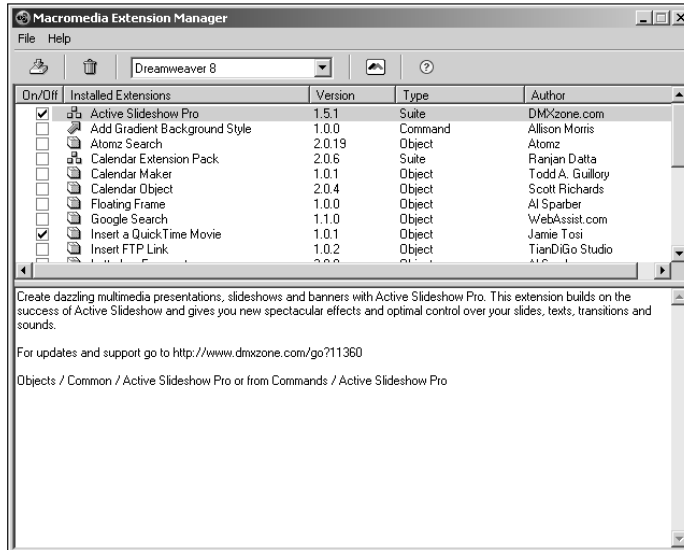 Macromedia Extension Manager
File Help
Dreamweaver 8
On/Off Installed Extensions Version Type Author
Active Slideshow Pro 1.5.1 Suite DMXzone.com
Add Gradient Background Style 1.0.0 Command Allison Morris
Atomz Search 2.0.19 Object Atomz
Calendar Extension Pack 2.0.6 Suite Ranjan Datta
Calendar Maker 1.0.1 Object Todd A. Guillory
Calendar Object 2.0.4 Object Scott Richards
Floating Frame 1.0.0 Object Al Sparber
Google Search 1.1.0 Object WebAssist.com
Insert a QuickTime Movie 1.0.1 Object Jamie Tosi
Insert FTP Link 1.0.2 Object TianDiGo Studio
Create dazzling multimedia presentations, slideshows and banners with Active Slideshow Pro. This extension builds on the
success of Active Slideshow and gives you new spectacular effects and optimal control over your slides, texts, transitions and
sounds.
For updates and support go to http://www.dmxzone.com/go?11360
Objects / Common / Active Slideshow Pro or from Commands / Active Slideshow Pro